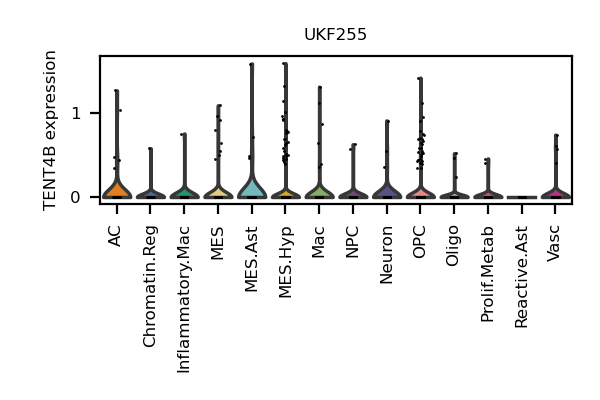 UKF255
TENT4B expression
1
0
AC
Chromatin.Reg
Inflammatory.Mac
MES
MES.Ast
MES.Hyp
Mac
NPC
Neuron
OPC
Oligo
Prolif.Metab
Reactive.Ast
Vasc